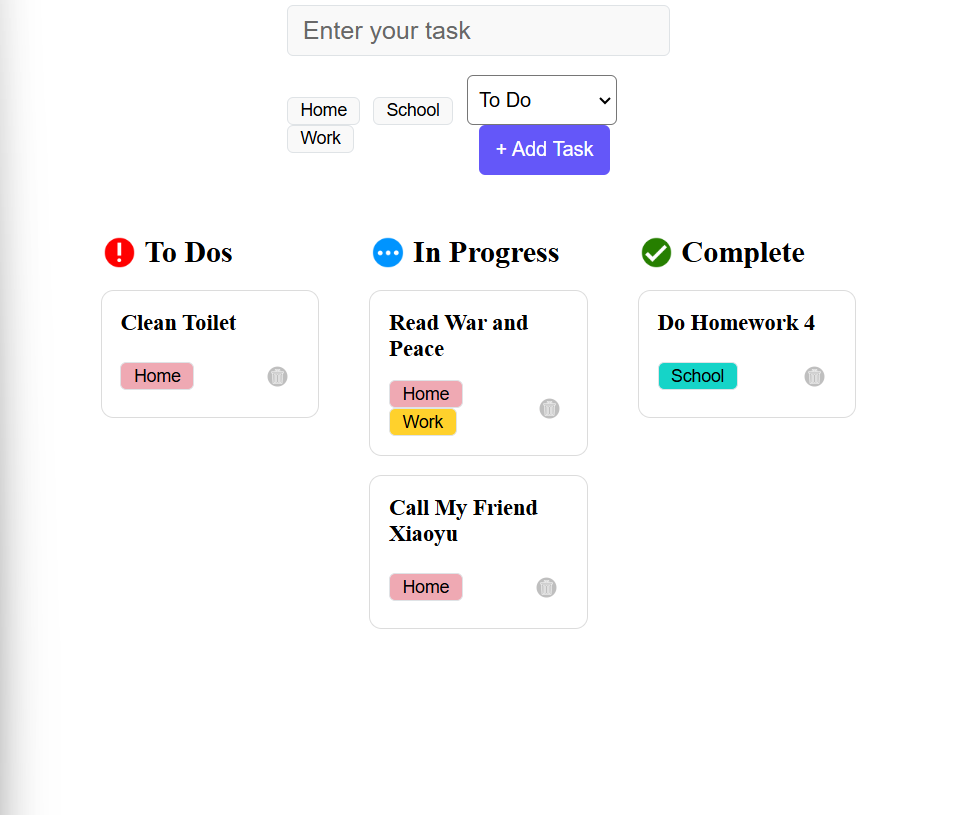 Enter your task
Home School To Do
Work
+ Add Task
To Dos
Clean Toilet
Home
In Progress
Read War and
Peace
Home
Work
Call My Friend
Xiaoyu
Home
Complete
Do Homework 4
School